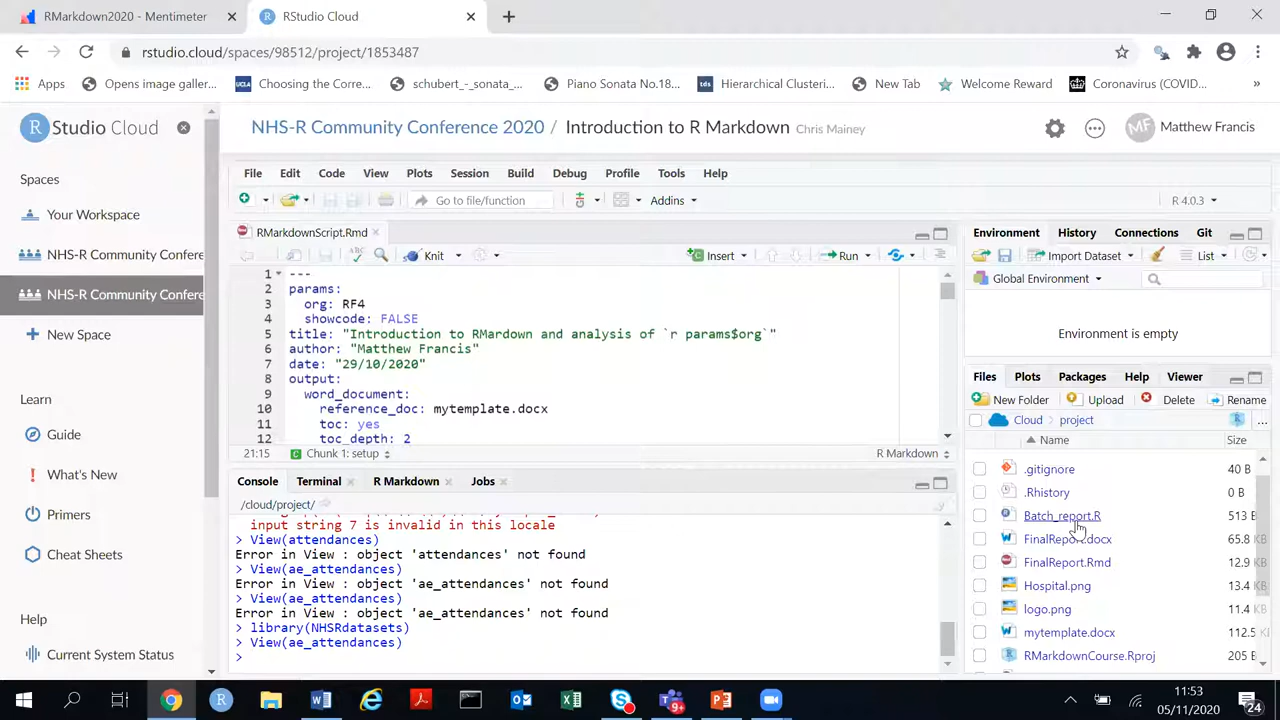 RMarkdown2020 - Mentimeter
RStudio Cloud
rstudio.cloud/spaces/98512/project/1853487
Apps
Opens image galler...
UCLA
Choosing the Corre...
schubert_-_sonata_...
Piano Sonata No.18...
tds
Hierarchical Clusteri...
New Tab
Welcome Reward
Coronavirus (COVID...
»
R Studio Cloud
NHS-R Community Conference 2020 / Introduction to R Markdown Chris Mainey
MF Matthew Francis
Spaces
Your Workspace
NHS-R Community Confere
NHS-R Community Confere
New Space
Learn
Guide
What's New
Primers
Cheat Sheets
Help
Current System Status
File Edit Code View Plots Session Build Debug Profile Tools Help
Go to file/function
Addins
R 4.0.3
RMarkdownScript.Rmd
Knit
Insert
Run
1 ---
2 params:
3 org: RF4
4 showcode: FALSE
5 title: "Introduction to RMardown and analysis of `r params$org`"
6 author: "Matthew Francis"
7 date: "29/10/2020"
8 output:
9 word_document:
10 reference_doc: mytemplate.docx
11 toc: yes
12 toc_depth: 2
21:15 Chunk 1: setup R Markdown
Console Terminal R Markdown Jobs
/cloud/project/
input string 7 is invalid in this locale
> View(attendances)
Error in View : object 'attendances' not found
> View(ae_attendances)
Error in View : object 'ae_attendances' not found
> View(ae_attendances)
Error in View : object 'ae_attendances' not found
> library(NHSRdatasets)
> View(ae_attendances)
>
Environment History Connections Git
Import Dataset
List
Global Environment
Environment is empty
Files Plots Packages Help Viewer
New Folder Upload Delete Rename
Cloud project
...
Name Size
.gitignore 40 B
.Rhistory 0 B
Batch_report.R 513 B
FinalReport.docx 65.8 KB
FinalReport.Rmd 12.9 KB
Hospital.png 13.4 KB
logo.png 11.4 KB
mytemplate.docx 112.5 K
RMarkdownCourse.Rproj 205 B
9+
11:53
05/11/2020
24